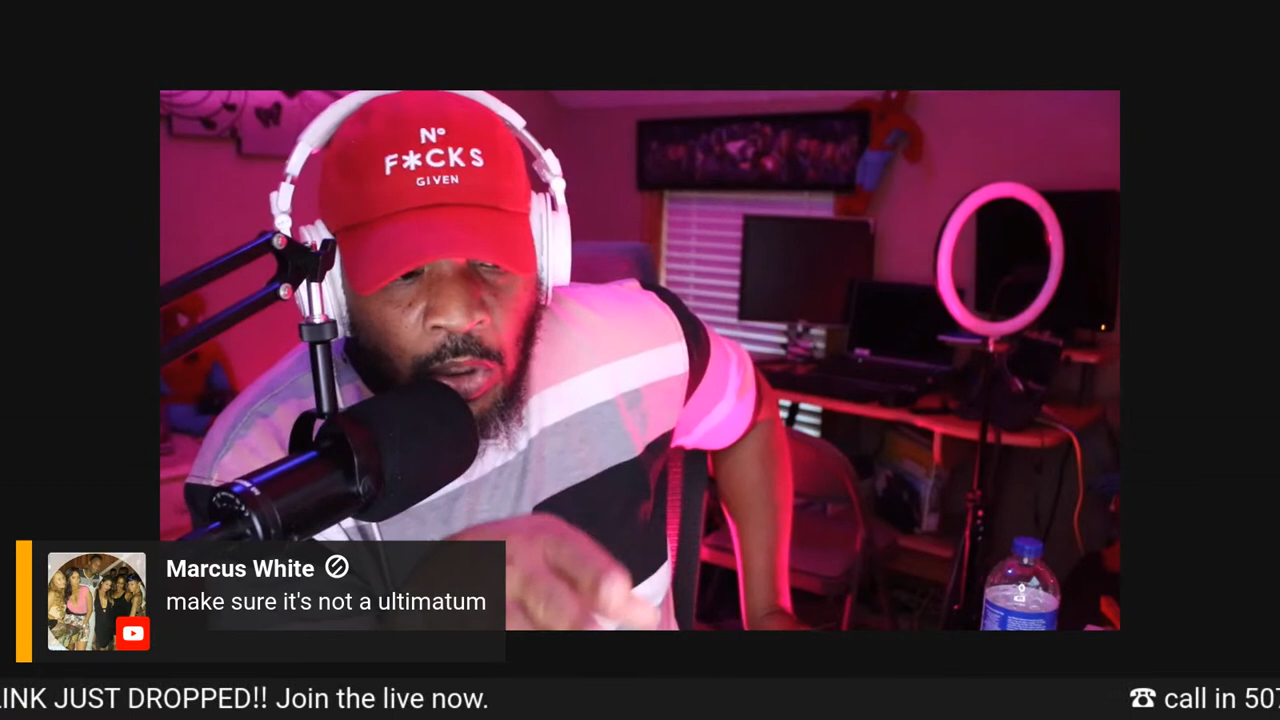 Nº
F*CKS
GIVEN
Marcus White
make sure it's not a ultimatum
INK JUST DROPPED!! Join the live now.
☎ call in 507